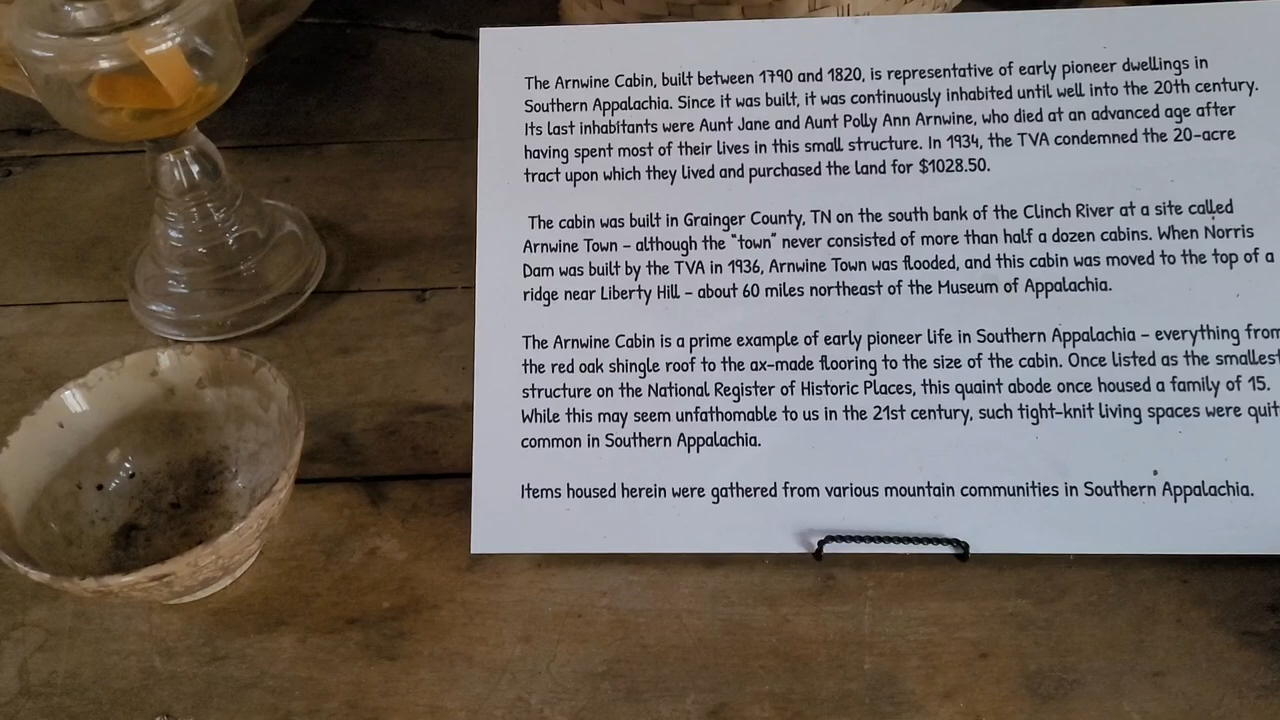 The Arnwine Cabin, built between 1790 and 1820, is representative of early pioneer dwellings in
Southern Appalachia. Since it was built, it was continuously inhabited until well into the 20th century.
Its last inhabitants were Aunt Jane and Aunt Polly Ann Arnwine, who died at an advanced age after
having spent most of their lives in this small structure. In 1934, the TVA condemned the 20-acre
tract upon which they lived and purchased the land for $1028.50.
The cabin was built in Grainger County, TN on the south bank of the Clinch River at a site called
Arnwine Town – although the "town" never consisted of more than half a dozen cabins. When Norris
Dam was built by the TVA in 1936, Arnwine Town was flooded, and this cabin was moved to the top of a
ridge near Liberty Hill – about 60 miles northeast of the Museum of Appalachia.
The Arnwine Cabin is a prime example of early pioneer life in Southern Appalachia – everything from
the red oak shingle roof to the ax-made flooring to the size of the cabin. Once listed as the smallest
structure on the National Register of Historic Places, this quaint abode once housed a family of 15.
While this may seem unfathomable to us in the 21st century, such tight-knit living spaces were quit
common in Southern Appalachia.
Items housed herein were gathered from various mountain communities in Southern Appalachia.